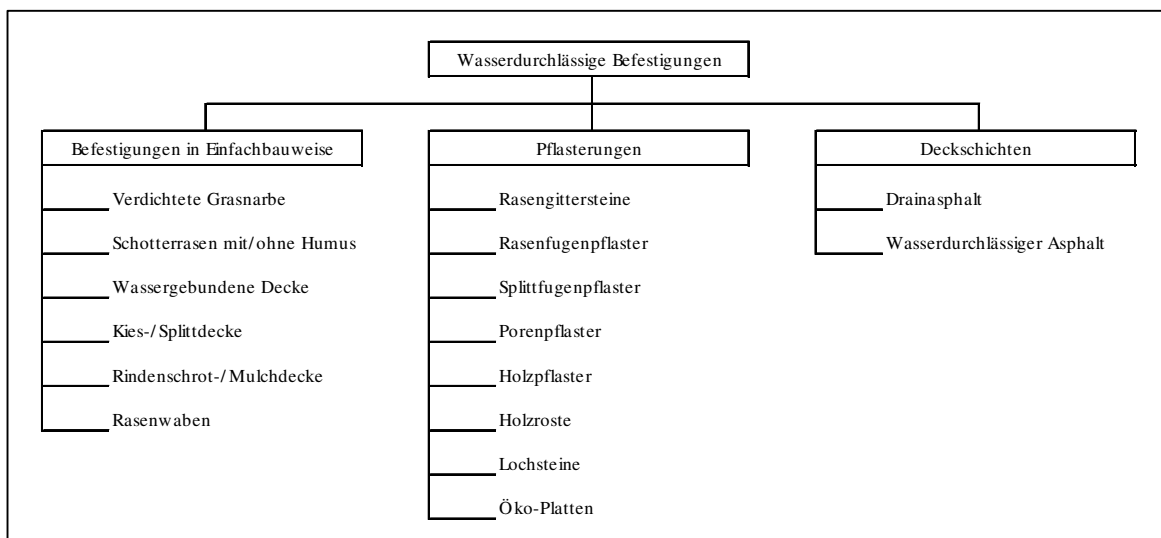 Wasserdurchlässige Befestigungen
Befestigungen in Einfachbauweise
Verdichtete Grasnarbe
Schotterrasen mit/ohne Humus
Wassergebundene Decke
Kies-/Splittdecke
Rindenschrot-/Mulchdecke
Rasenwaben
Pflasterungen
Rasengittersteine
Rasenfugenpflaster
Splittfugenpflaster
Porenpflaster
Holzpflaster
Holzroste
Lochsteine
Öko-Platten
Deckschichten
Drainasphalt
Wasserdurchlässiger Asphalt